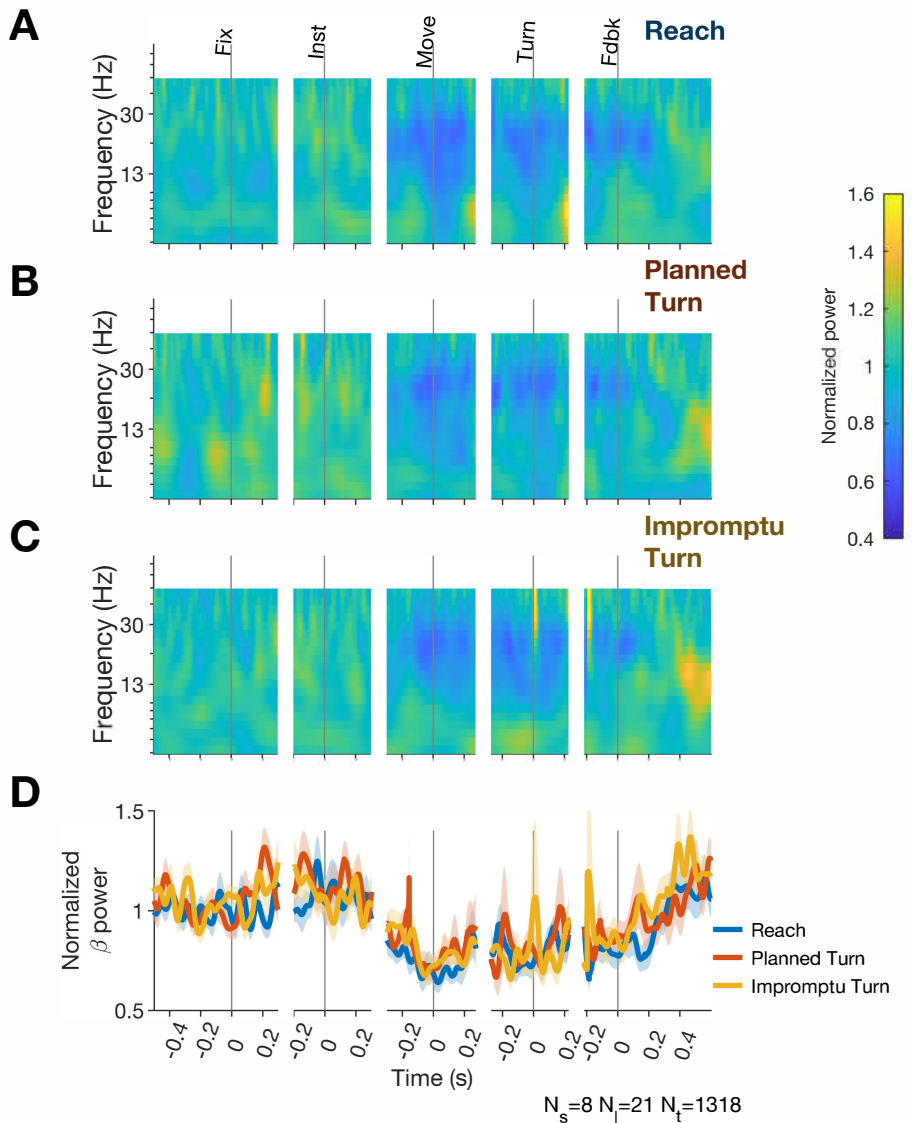 A
Fix
Inst
Move
Turn
Fdbk
Reach
Frequency (Hz)
30
13
B
Planned
Turn
Frequency (Hz)
30
13
1.6
1.4
1.2
1
0.8
0.6
0.4
Normalized power
C
Impromptu
Turn
Frequency (Hz)
30
13
D
Normalized
β power
1.5
1
0.5
Reach
Planned Turn
Impromptu Turn
-0.4 -0.2 0 0.2 -0.2 0 0.2 -0.2 0 0.2 -0.2 0 0.2 -0.2 0 0.2 0.4
Time (s)
Ns=8 Nl=21 Nt=1318